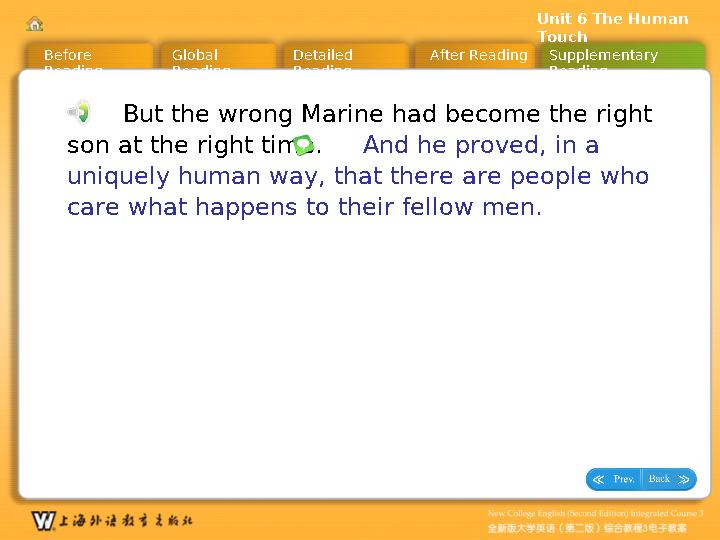 Unit 6 The Human
Touch
Before
Reading
Global
Reading
Detailed
Reading
After Reading
Supplementary
Reading
But the wrong Marine had become the right
son at the right time. And he proved, in a
uniquely human way, that there are people who
care what happens to their fellow men.
Prev. Back
上海外语教育出版社
New College English (Second Edition) Integrated Course 3
全新版大学英语（第二版）综合教程3电子教案